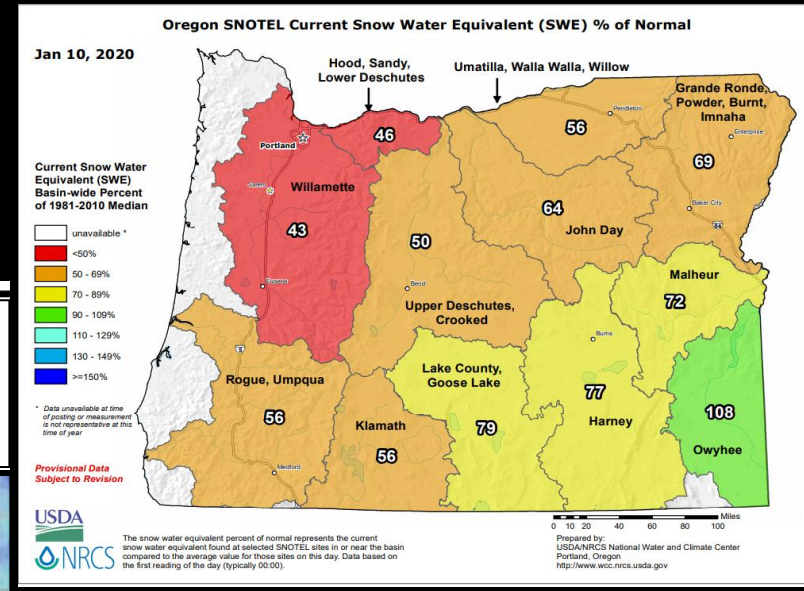 Oregon SNOTEL Current Snow Water Equivalent (SWE) % of Normal
Jan 10, 2020
Hood, Sandy,
Lower Deschutes
Umatilla, Walla Walla, Willow
Grande Ronde,
Powder, Burnt,
Imnaha
Pendleton
Enterprise
46
56
69
Portland
Salem
Willamette
43
Current Snow Water
Equivalent (SWE)
Basin-wide Percent
of 1981-2010 Median
unavailable *
<50%
50 - 69%
70 - 89%
90 - 109%
110 - 129%
130 - 149%
>=150%
* Data unavailable at time
of posting or measurement
is not representative at this
time of year
Provisional Data
Subject to Revision
64
John Day
Baker City
84
50
Bend
Upper Deschutes,
Crooked
Malheur
72
Eugene
Burns
5
Rogue, Umpqua
56
Medford
Klamath
56
Lake County,
Goose Lake
79
77
Harney
108
Owyhee
Miles
0 10 20 40 60 80 100
USDA
NRCS
The snow water equivalent percent of normal represents the current
snow water equivalent found at selected SNOTEL sites in or near the basin
compared to the average value for those sites on this day. Data based on
the first reading of the day (typically 00:00).
Prepared by:
USDA/NRCS National Water and Climate Center
Portland, Oregon
http://www.wcc.nrcs.usda.gov